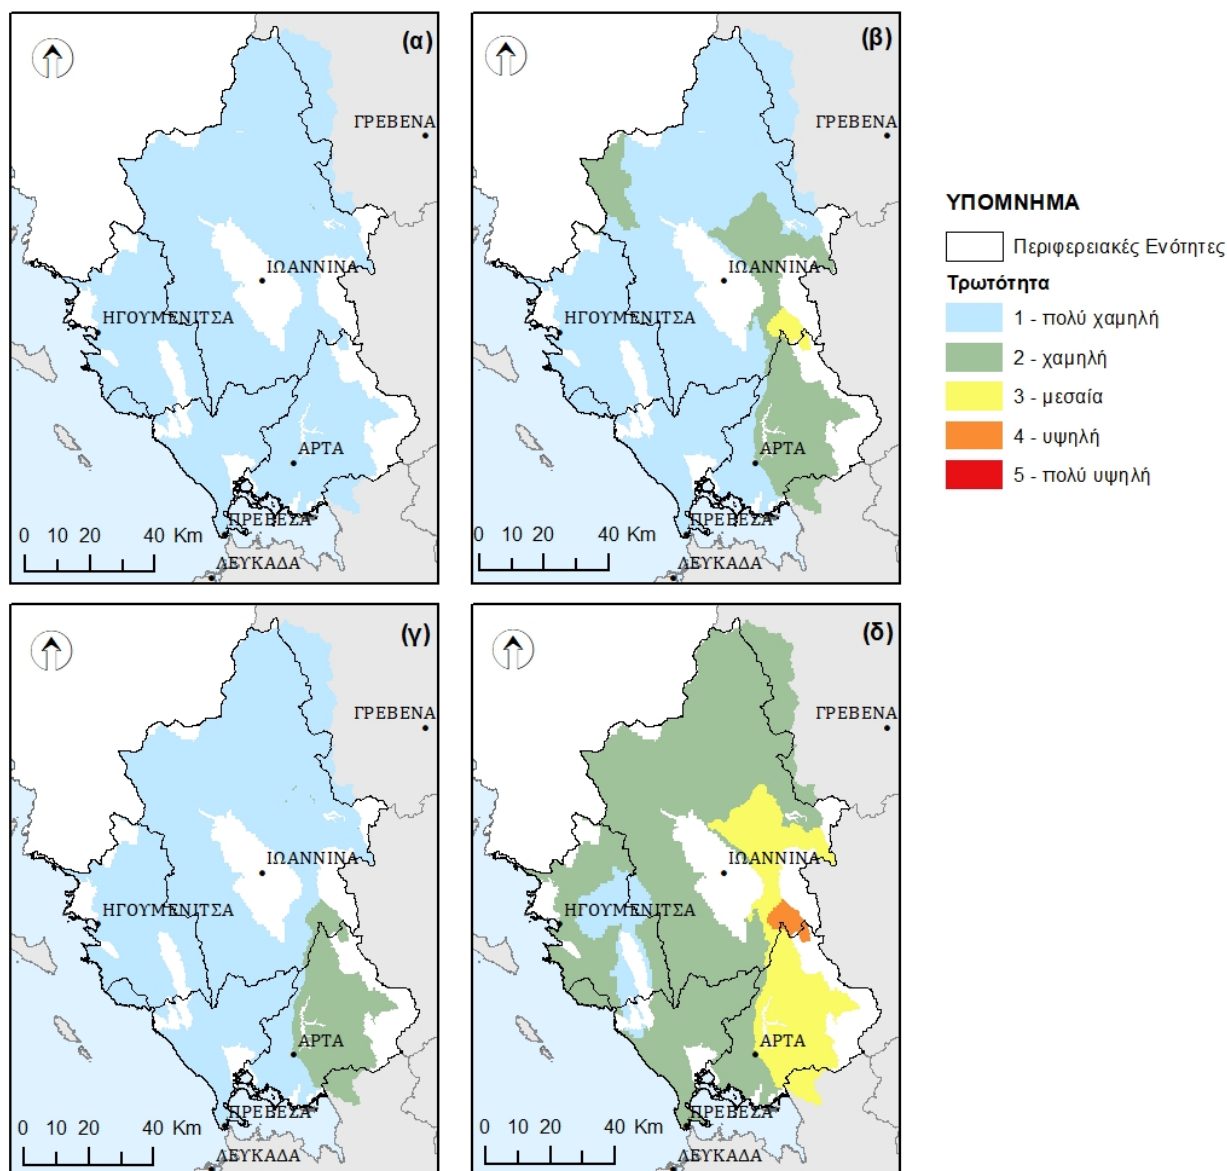 (α)
ΓΡΕΒΕΝΑ
ΙΩΑΝΝΙΝΑ
ΗΓΟΥΜΕΝΙΤΣΑ
ΑΡΤΑ
ΠΡΕΒΕΖΑ
0 10 20 40 Km
ΛΕΥΚΑΔΑ
(β)
ΓΡΕΒΕΝΑ
ΙΩΑΝΝΙΝΑ
ΗΓΟΥΜΕΝΙΤΣΑ
ΑΡΤΑ
ΠΡΕΒΕΖΑ
0 10 20 40 Km
ΛΕΥΚΑΔΑ
ΥΠΟΜΝΗΜΑ
Περιφερειακές Ενότητες
Τρωτότητα
1 - πολύ χαμηλή
2 - χαμηλή
3 - μεσαία
4 - υψηλή
5 - πολύ υψηλή
(γ)
ΓΡΕΒΕΝΑ
ΙΩΑΝΝΙΝΑ
ΗΓΟΥΜΕΝΙΤΣΑ
ΑΡΤΑ
ΠΡΕΒΕΖΑ
0 10 20 40 Km
ΛΕΥΚΑΔΑ
(δ)
ΓΡΕΒΕΝΑ
ΙΩΑΝΝΙΝΑ
ΗΓΟΥΜΕΝΙΤΣΑ
ΑΡΤΑ
ΠΡΕΒΕΖΑ
0 10 20 40 Km
ΛΕΥΚΑΔΑ